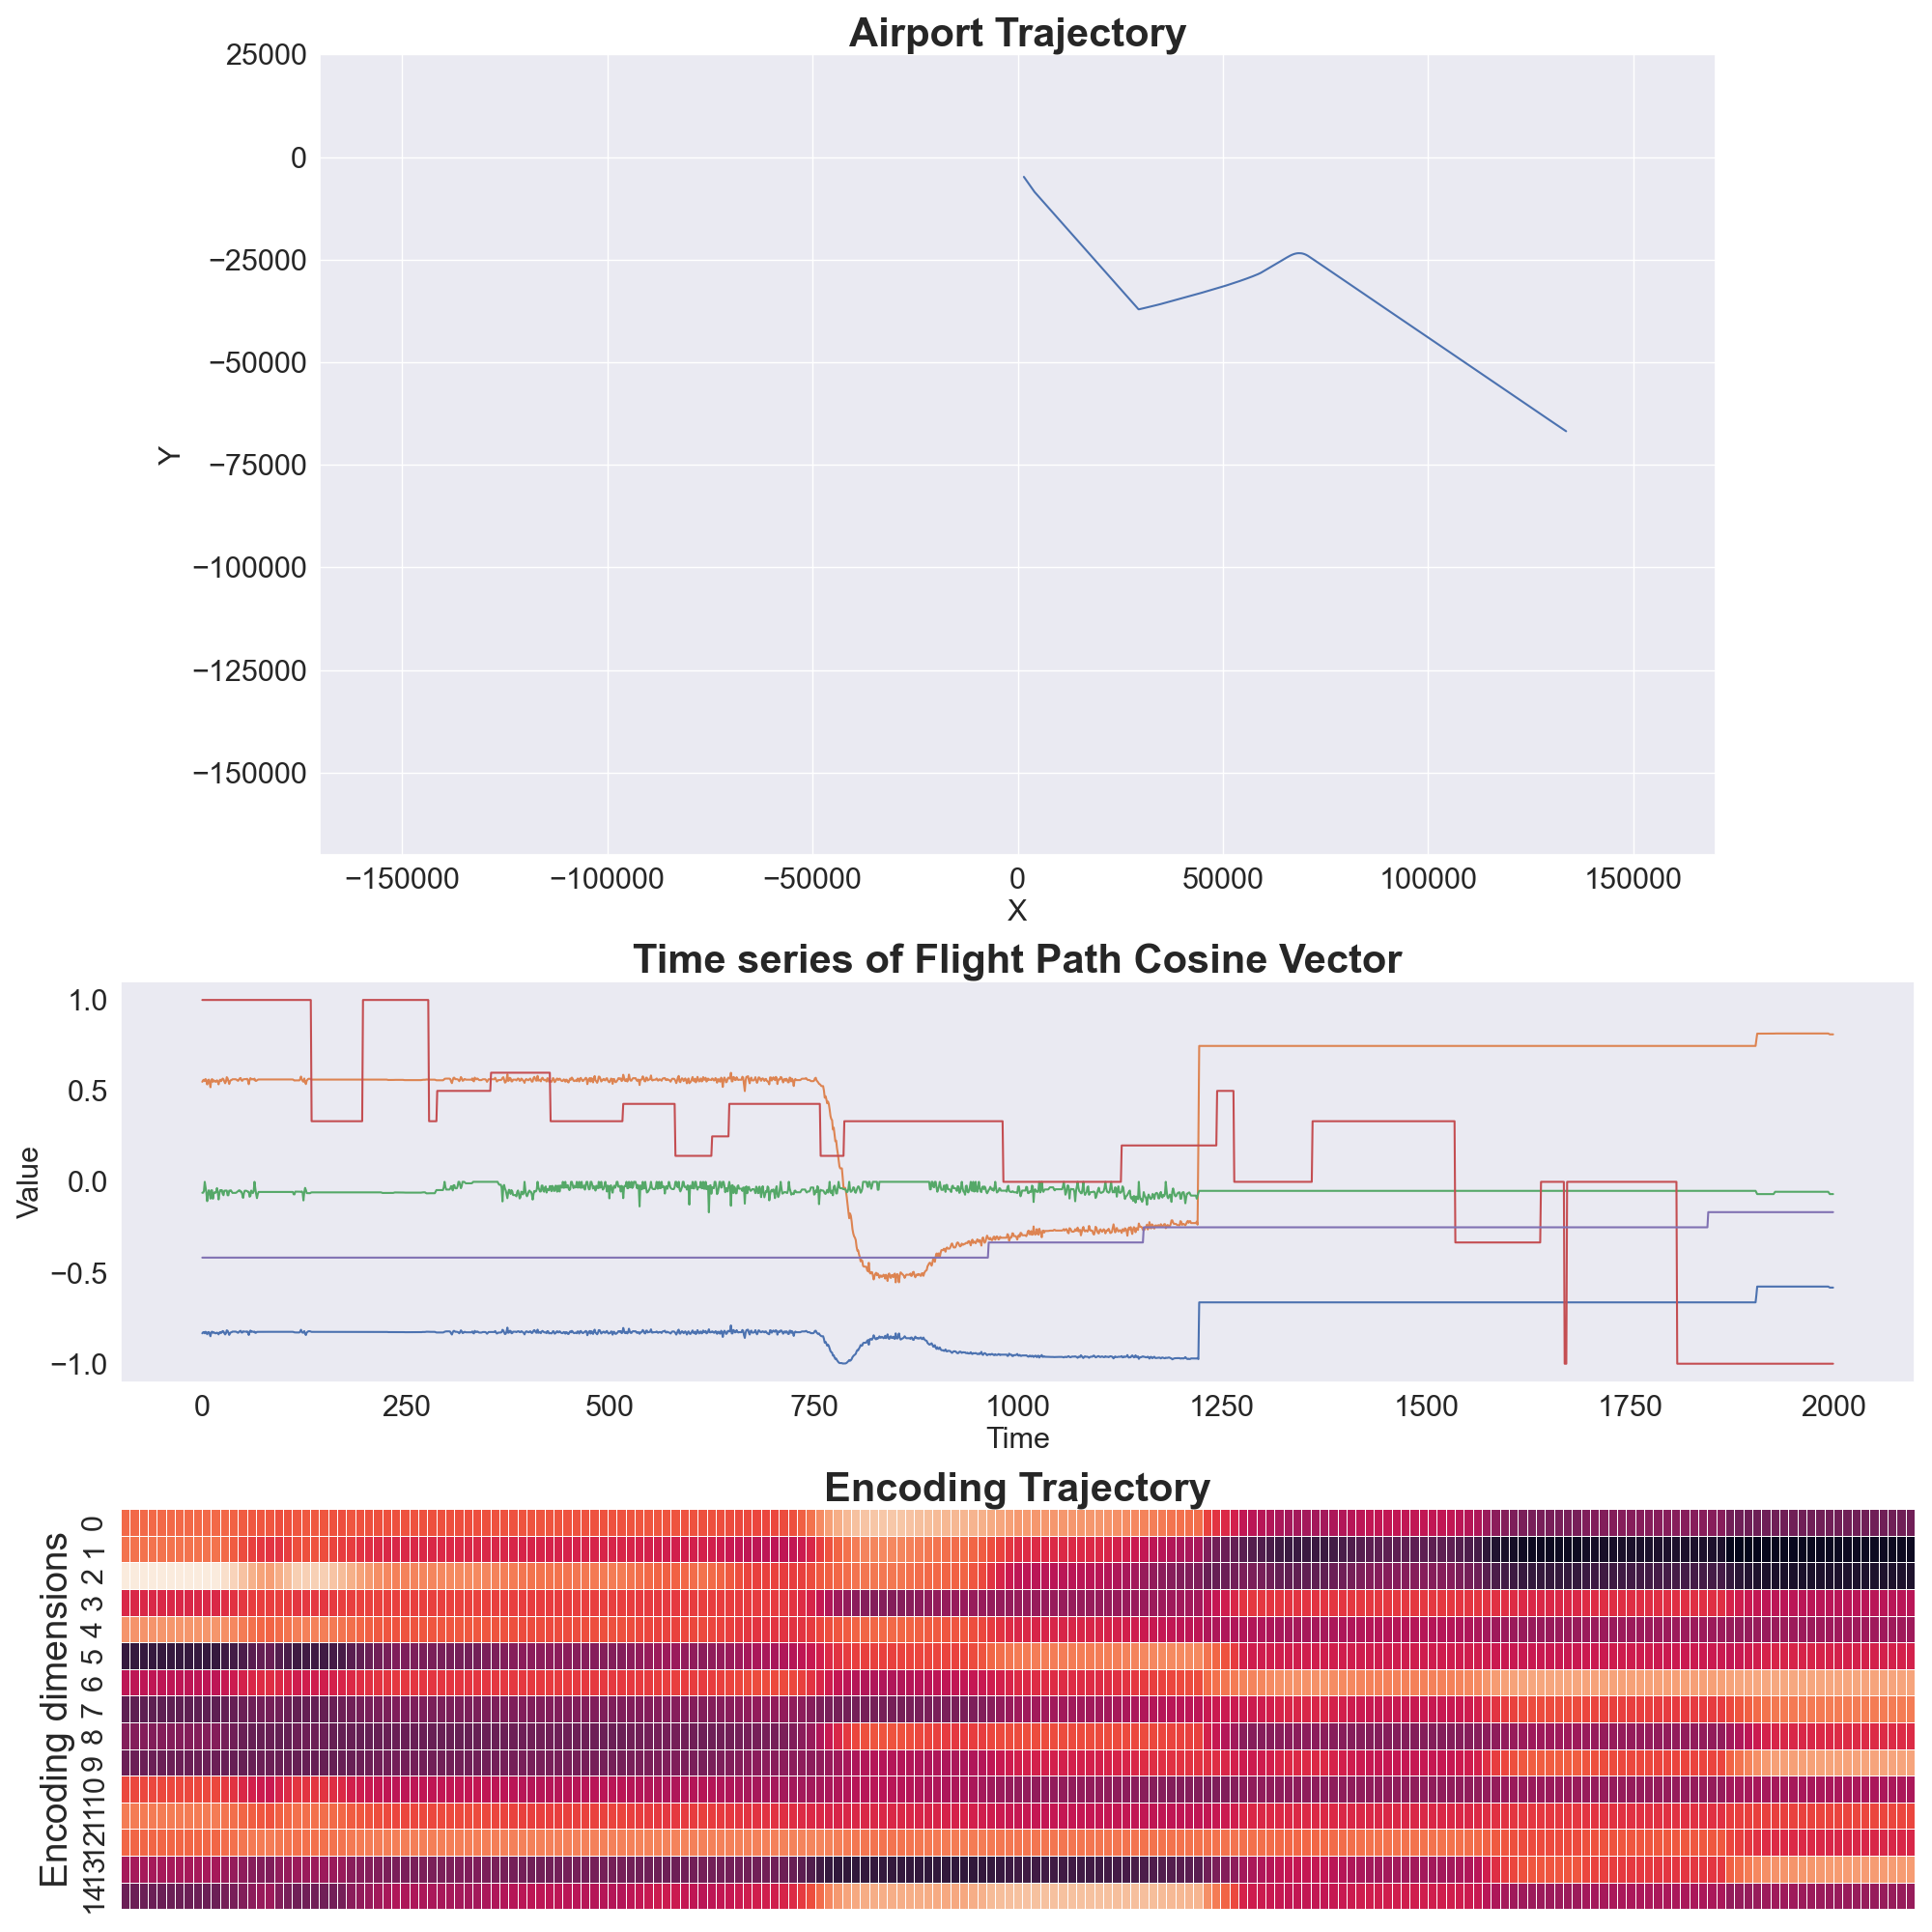 Airport Trajectory
25000
0
−25000
−50000
−75000
−100000
−125000
−150000
Y
−150000 −100000 −50000 0 50000 100000 150000
X
Time series of Flight Path Cosine Vector
1.0
0.5
0.0
−0.5
−1.0
Value
0 250 500 750 1000 1250 1500 1750 2000
Time
Encoding Trajectory
Encoding dimensions
0
1
2
3
4
5
6
7
8
9
10
11
12
13
14